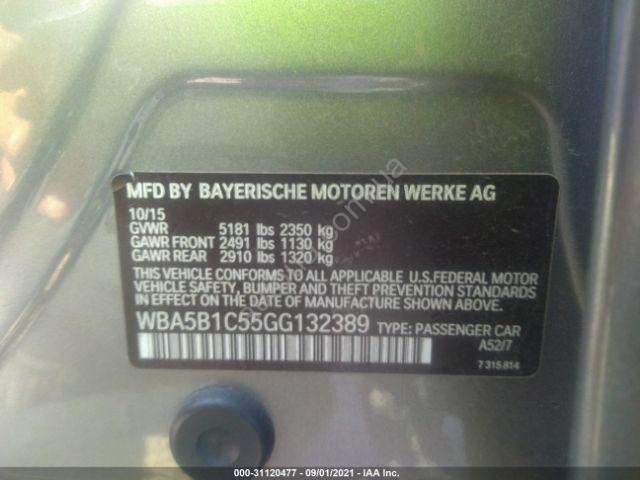 MFD BY BAYERISCHE MOTOREN WERKE AG
10/15
GVWR 5181 lbs 2350 kg
GAWR FRONT 2491 lbs 1130 kg
GAWR REAR 2910 lbs 1320 kg
THIS VEHICLE CONFORMS TO ALL APPLICABLE U.S.FEDERAL MOTOR
VEHICLE SAFETY, BUMPER AND THEFT PREVENTION STANDARDS
IN EFFECT ON THE DATE OF MANUFACTURE SHOWN ABOVE.
WBA5B1C55GG132389 TYPE: PASSENGER CAR
A52/7
7 315 814
000-31120477 - 09/01/2021 - IAA Inc.